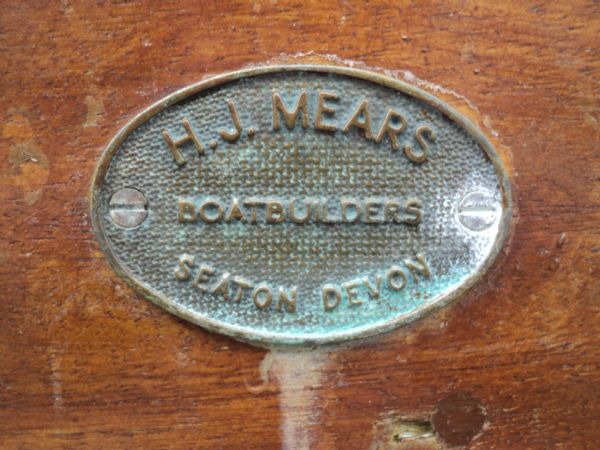 H.J. MEARS
BOATBUILDERS
SEATON DEVON